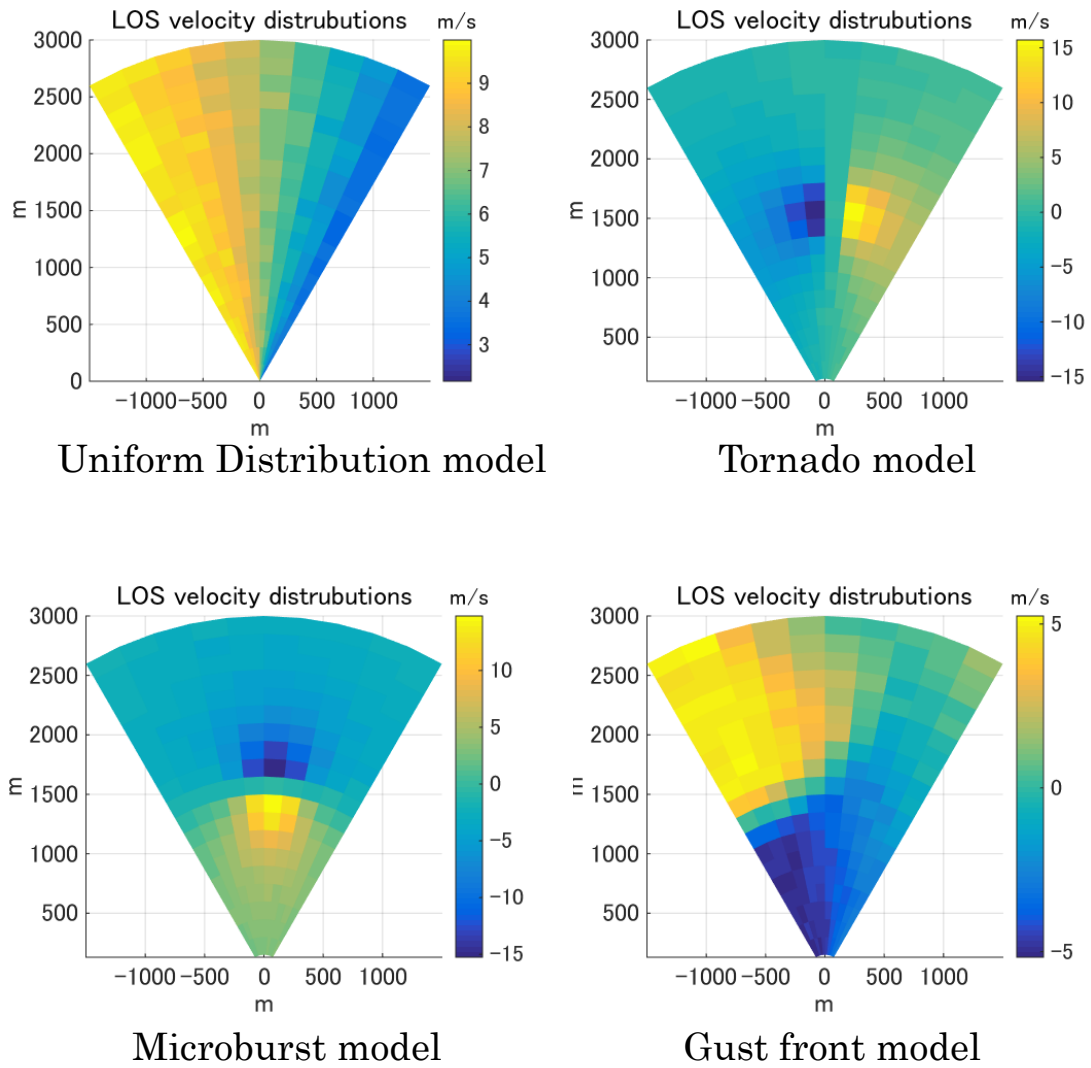 LOS velocity distrubutions
m/s
3000
2500
2000
1500
1000
500
0
m
9
8
7
6
5
4
3
−1000 −500 0 500 1000
m
Uniform Distribution model
LOS velocity distrubutions
m/s
3000
2500
2000
1500
1000
500
m
15
10
5
0
−5
−10
−15
−1000 −500 0 500 1000
m
Tornado model
LOS velocity distrubutions
m/s
3000
2500
2000
1500
1000
500
m
10
5
0
−5
−10
−15
−1000 −500 0 500 1000
m
Microburst model
LOS velocity distrubutions
m/s
3000
2500
2000
1500
1000
500
m
5
0
−5
−1000 −500 0 500 1000
m
Gust front model